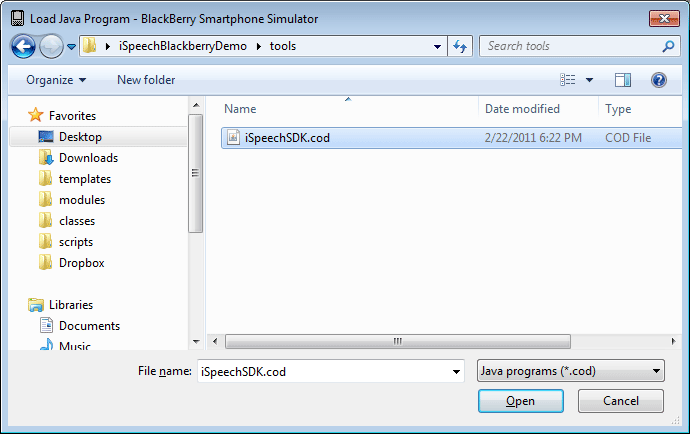 Load Java Program - BlackBerry Smartphone Simulator
iSpeechBlackberryDemo tools Search tools
Organize New folder
Name Date modified Type
iSpeechSDK.cod 2/22/2011 6:22 PM COD File
Favorites
Desktop
Downloads
templates
modules
classes
scripts
Dropbox
Libraries
Documents
Music
File name: iSpeechSDK.cod Java programs (*.cod)
Open Cancel